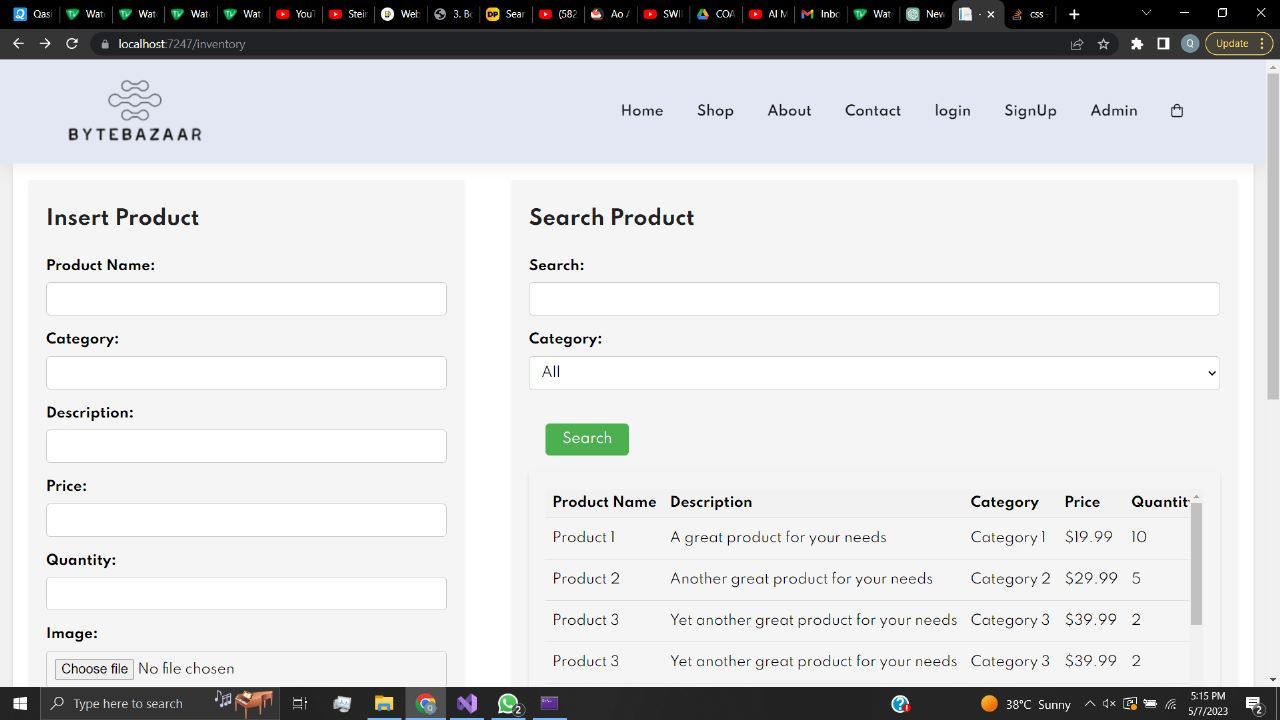 Qasi
Wat
Wat
Wat
Wat
YouT
Stei
Web
Bo
Sear
(582
Ao A
SWI
COA
AI M
Inbo
Wat
New
css
localhost:7247/inventory
Update
BYTEBAZAAR
Home Shop About Contact login SignUp Admin
Insert Product
Product Name:
Category:
Description:
Price:
Quantity:
Image:
Choose file No file chosen
Search Product
Search:
Category:
All
Search
Product Name Description Category Price Quantit
Product 1 A great product for your needs Category 1 $19.99 10
Product 2 Another great product for your needs Category 2 $29.99 5
Product 3 Yet another great product for your needs Category 3 $39.99 2
Product 3 Yet another great product for your needs Category 3 $39.99 2
Type here to search
2
38°C Sunny
5:15 PM
5/7/2023
2